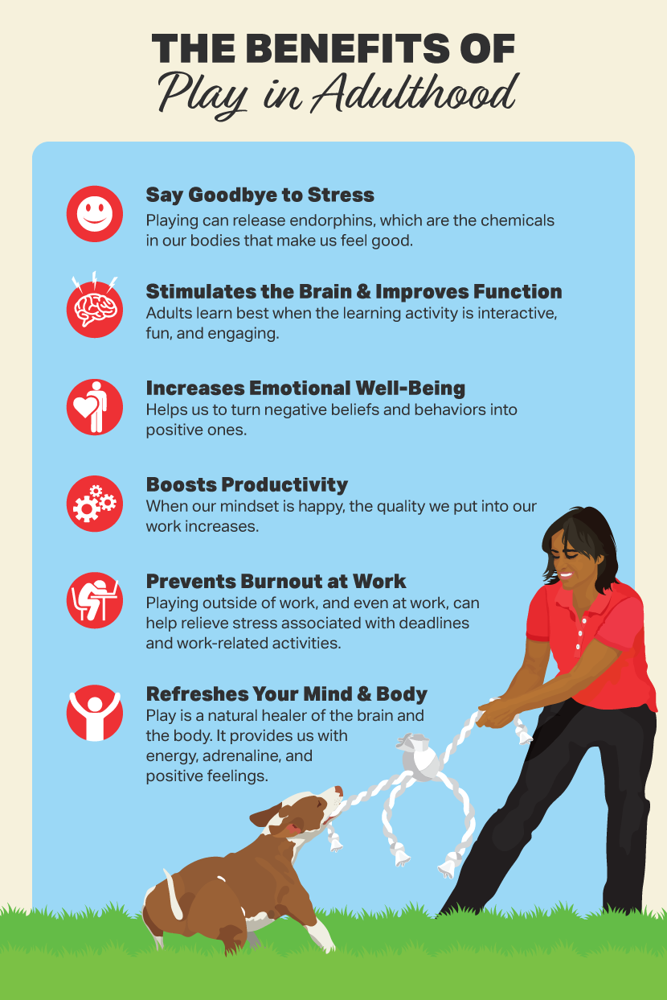 THE BENEFITS OF
Play in Adulthood
Say Goodbye to Stress
Playing can release endorphins, which are the chemicals
in our bodies that make us feel good.
Stimulates the Brain & Improves Function
Adults learn best when the learning activity is interactive,
fun, and engaging.
Increases Emotional Well-Being
Helps us to turn negative beliefs and behaviors into
positive ones.
Boosts Productivity
When our mindset is happy, the quality we put into our
work increases.
Prevents Burnout at Work
Playing outside of work, and even at work, can
help relieve stress associated with deadlines
and work-related activities.
Refreshes Your Mind & Body
Play is a natural healer of the brain and
the body. It provides us with
energy, adrenaline, and
positive feelings.